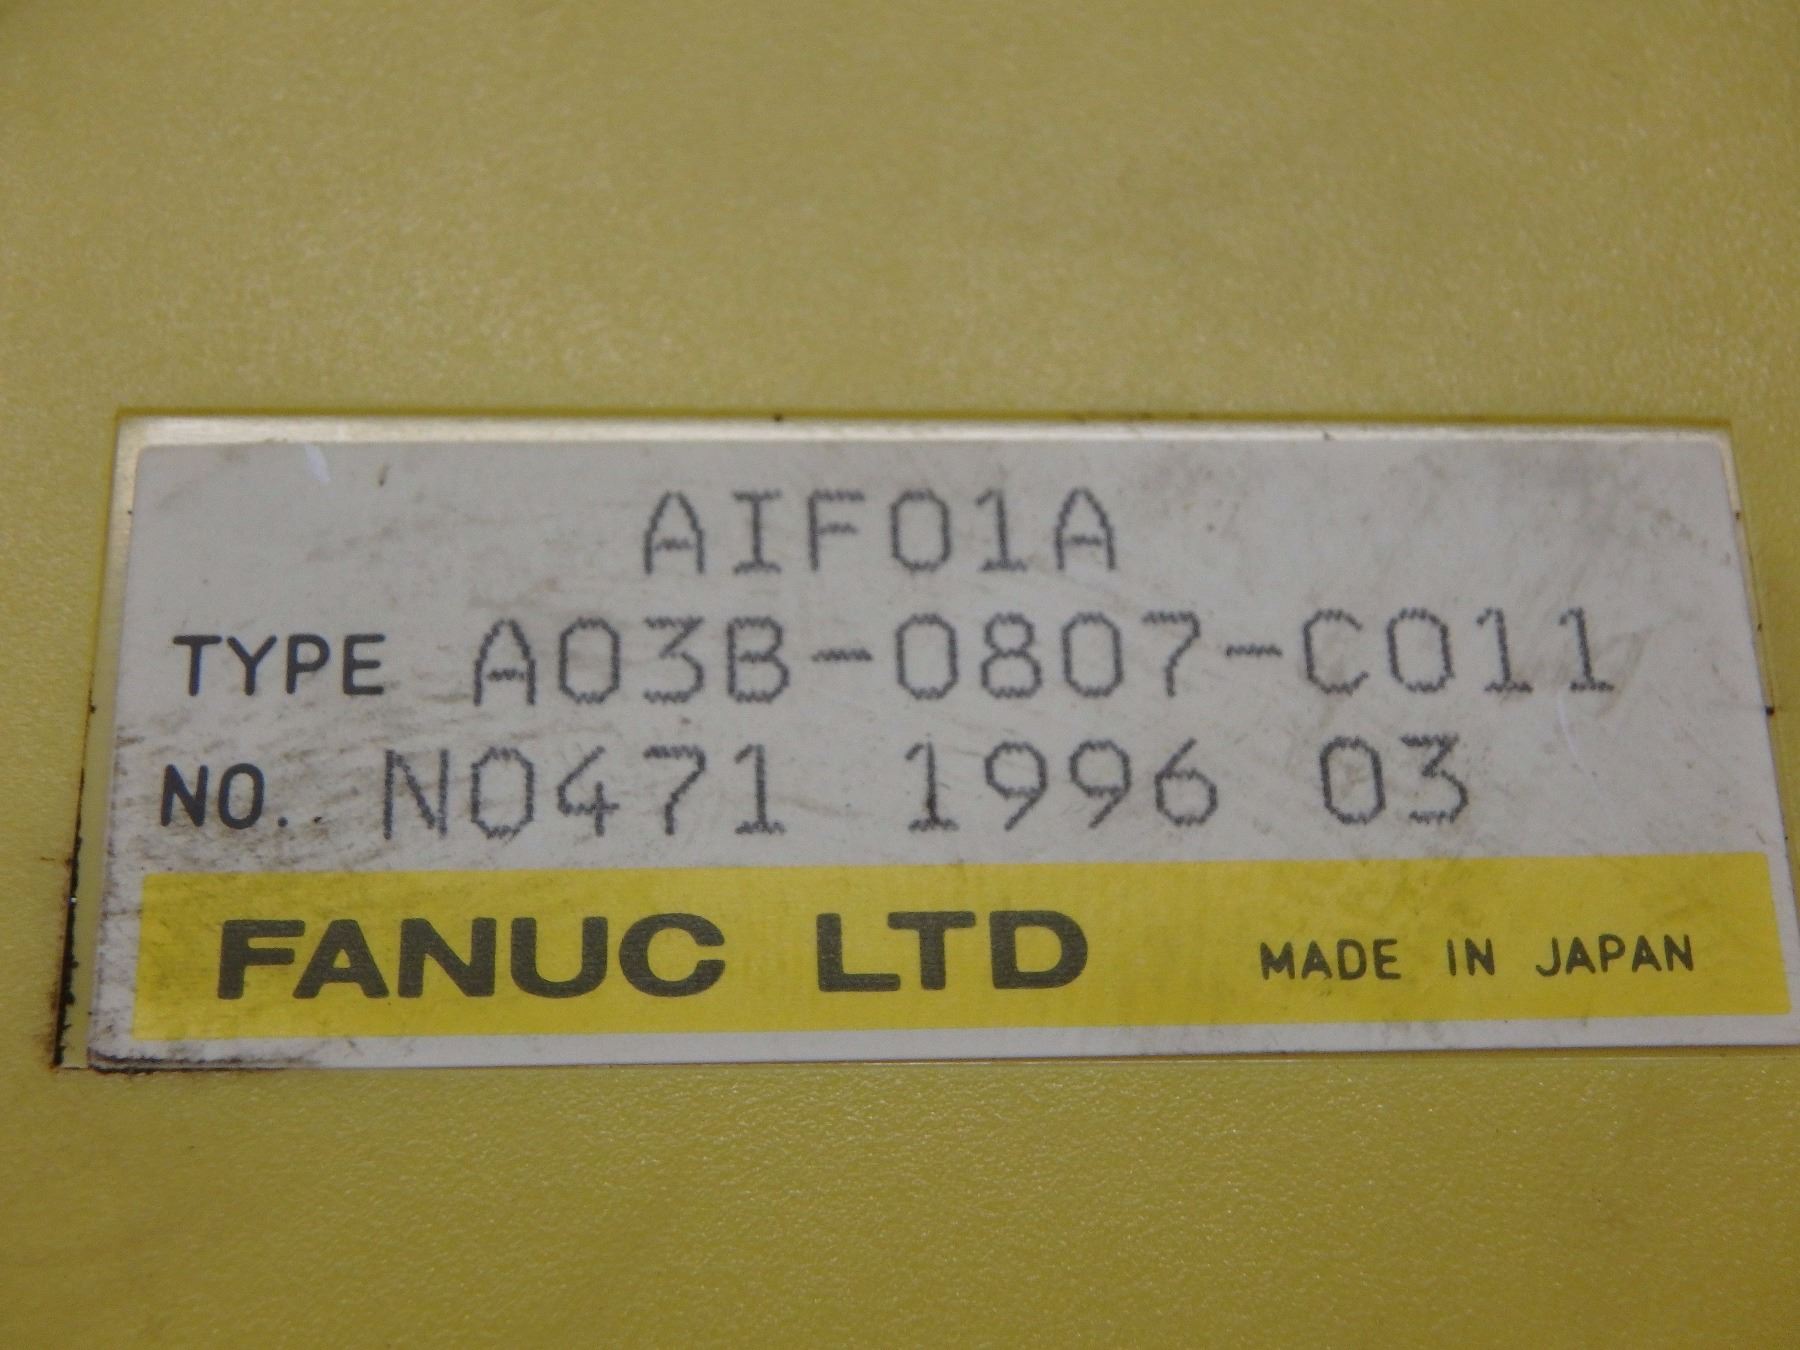 AIF01A
TYPE A03B-0807-C011
NO. N0471 1996 03
FANUC LTD MADE IN JAPAN